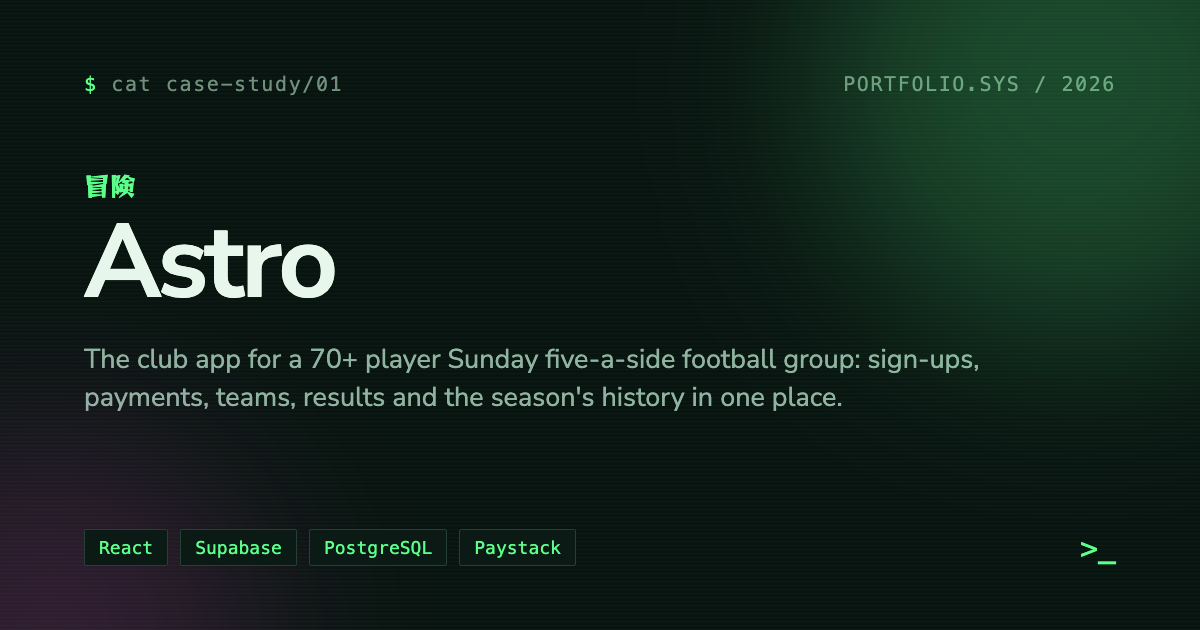 $ cat case-study/01
PORTFOLIO.SYS / 2026
冒険
Astro
The club app for a 70+ player Sunday five-a-side football group: sign-ups,
payments, teams, results and the season's history in one place.
React
Supabase
PostgreSQL
Paystack
>_